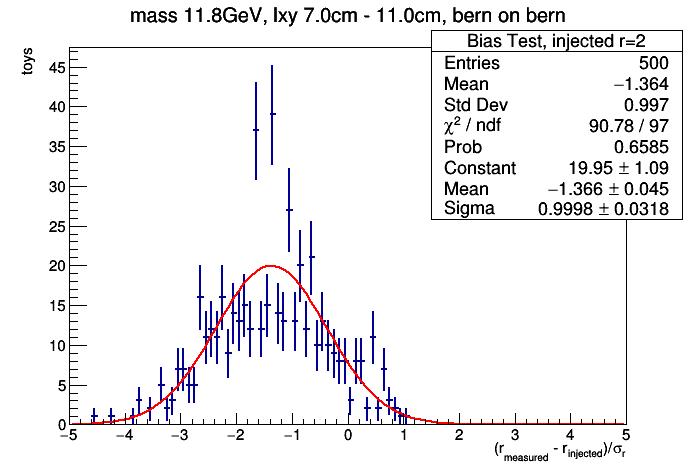 mass 11.8GeV, lxy 7.0cm - 11.0cm, bern on bern
toys
Bias Test, injected r=2
Entries 500
Mean −1.364
Std Dev 0.997
χ² / ndf 90.78 / 97
Prob 0.6585
Constant 19.95 ± 1.09
Mean −1.366 ± 0.045
Sigma 0.9998 ± 0.0318
45
40
35
30
25
20
15
10
5
0
−5 −4 −3 −2 −1 0 1 2 3 4 5
(r_measured - r_injected)/σ_r